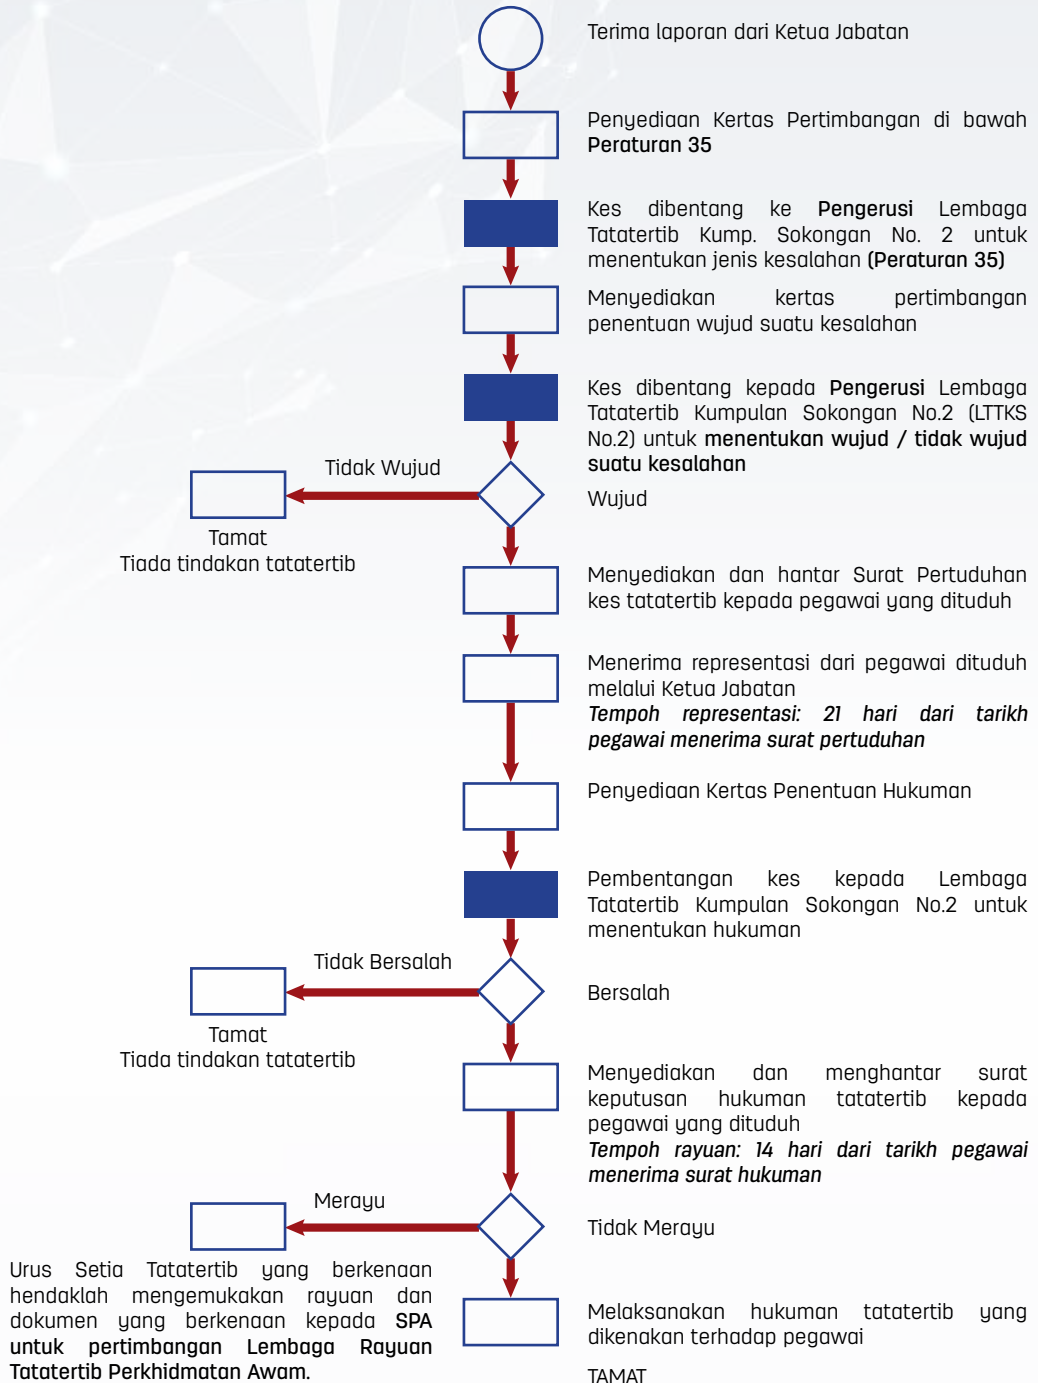 Terima laporan dari Ketua Jabatan
Penyediaan Kertas Pertimbangan di bawah
Peraturan 35
Kes dibentang ke Pengerusi Lembaga
Tatatertib Kump. Sokongan No. 2 untuk
menentukan jenis kesalahan (Peraturan 35)
Menyediakan kertas pertimbangan
penentuan wujud suatu kesalahan
Kes dibentang kepada Pengerusi Lembaga
Tatatertib Kumpulan Sokongan No.2 (LTTKS
No.2) untuk menentukan wujud / tidak wujud
suatu kesalahan
Tidak Wujud
Wujud
Tamat
Tiada tindakan tatatertib
Menyediakan dan hantar Surat Pertuduhan
kes tatatertib kepada pegawai yang dituduh
Menerima representasi dari pegawai dituduh
melalui Ketua Jabatan
Tempoh representasi: 21 hari dari tarikh
pegawai menerima surat pertuduhan
Penyediaan Kertas Penentuan Hukuman
Pembentangan kes kepada Lembaga
Tatatertib Kumpulan Sokongan No.2 untuk
menentukan hukuman
Tidak Bersalah
Bersalah
Tamat
Tiada tindakan tatatertib
Menyediakan dan menghantar surat
keputusan hukuman tatatertib kepada
pegawai yang dituduh
Tempoh rayuan: 14 hari dari tarikh pegawai
menerima surat hukuman
Merayu
Tidak Merayu
Urus Setia Tatatertib yang berkenaan
hendaklah mengemukakan rayuan dan
dokumen yang berkenaan kepada SPA
untuk pertimbangan Lembaga Rayuan
Tatatertib Perkhidmatan Awam.
Melaksanakan hukuman tatatertib yang
dikenakan terhadap pegawai
TAMAT